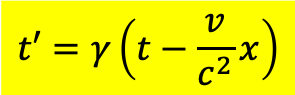 t′ = γ (t − v/c² x)